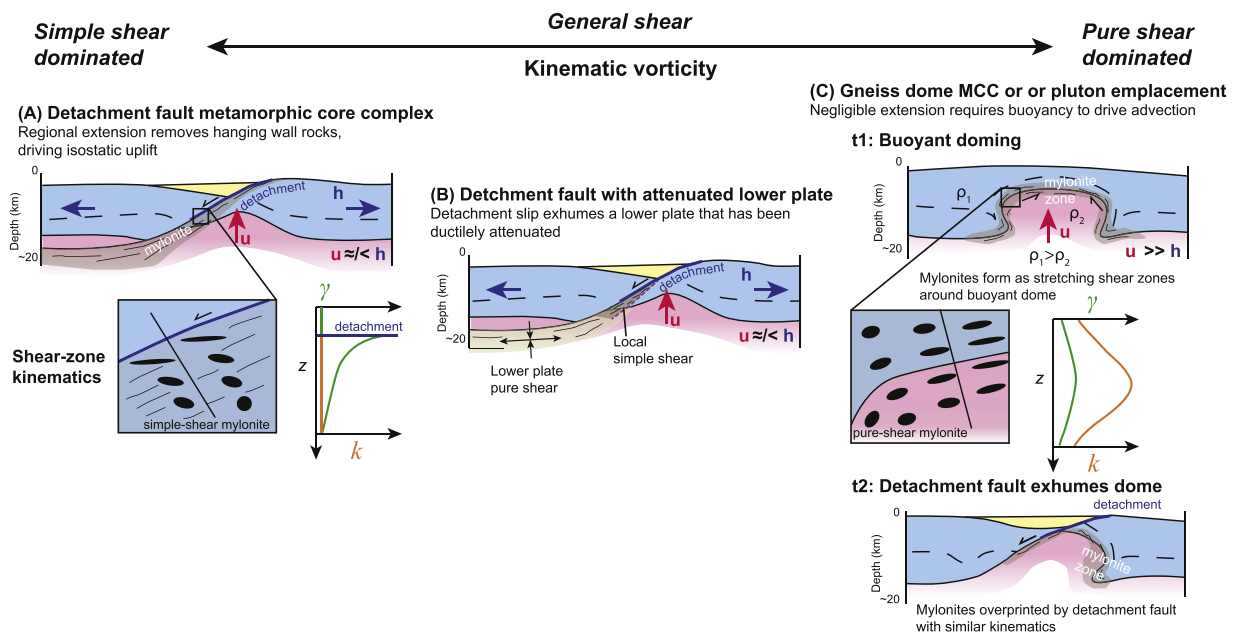 Simple shear
dominated
General shear
Kinematic vorticity
Pure shear
dominated
(A) Detachment fault metamorphic core complex
Regional extension removes hanging wall rocks,
driving isostatic uplift
0
Depth (km)
~20
detachment
h
mylonite
u
u ≈/< h
Shear-zone
kinematics
simple-shear mylonite
γ
detachment
z
k
(B) Detchment fault with attenuated lower plate
Detachment slip exhumes a lower plate that has been
ductilely attenuated
0
Depth (km)
~20
detachment
h
u
u ≈/< h
Local
simple shear
Lower plate
pure shear
(C) Gneiss dome MCC or or pluton emplacement
Negligible extension requires buoyancy to drive advection
t1: Buoyant doming
0
Depth (km)
~20
ρ1
mylonite
zone
ρ2
u
ρ1>ρ2
u >> h
Mylonites form as stretching shear zones
around buoyant dome
pure-shear mylonite
γ
z
k
t2: Detachment fault exhumes dome
detachment
0
Depth (km)
~20
mylonite
zone
Mylonites overprinted by detachment fault
with similar kinematics